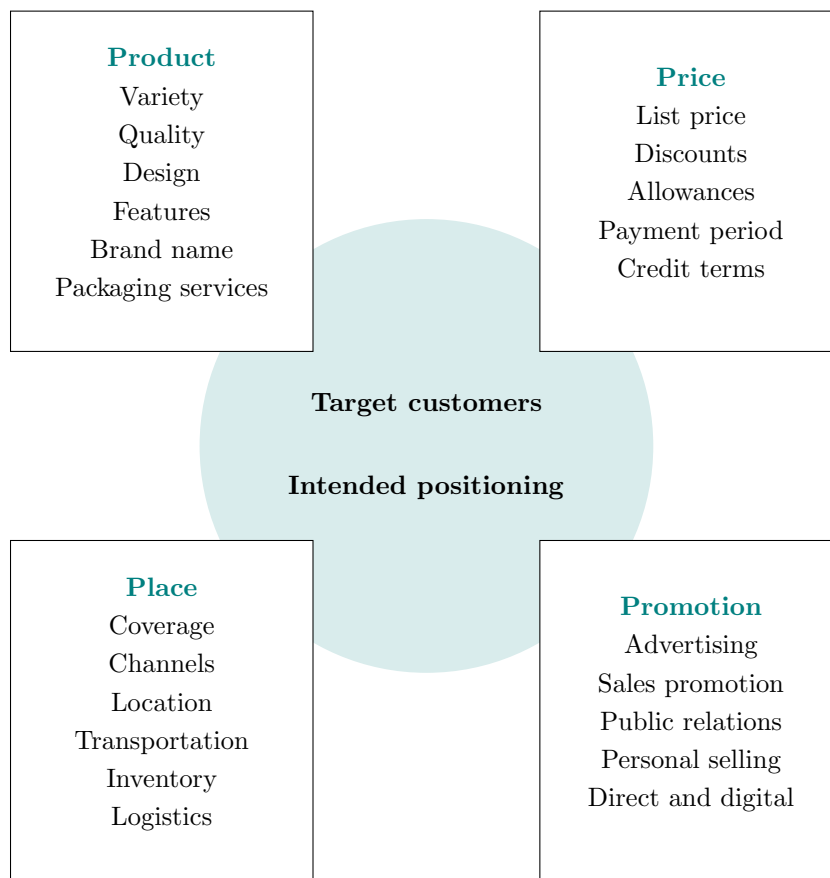 Product
Variety
Quality
Design
Features
Brand name
Packaging services
Price
List price
Discounts
Allowances
Payment period
Credit terms
Target customers
Intended positioning
Place
Coverage
Channels
Location
Transportation
Inventory
Logistics
Promotion
Advertising
Sales promotion
Public relations
Personal selling
Direct and digital